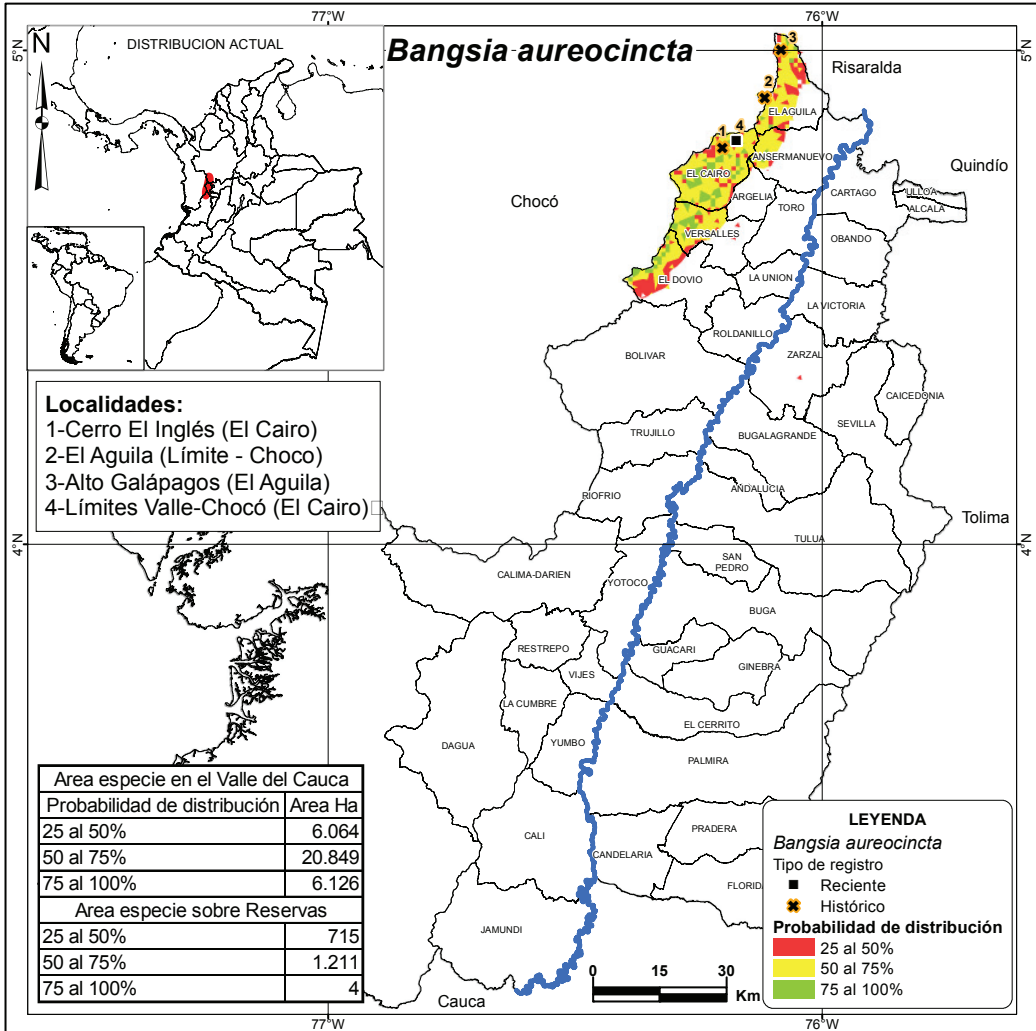 77°W
76°W
5°N
5°N
N
DISTRIBUCION ACTUAL
Bangsia aureocincta
Risaralda
Quindío
Chocó
Tolima
Cauca
3
2
1
4
EL AGUILA
ANSERMANUEVO
EL CAIRO
ARGELIA
CARTAGO
ULLOA
ALCALA
TORO
VERSALLES
OBANDO
EL DOVIO
LA UNION
LA VICTORIA
ROLDANILLO
BOLIVAR
ZARZAL
CAICEDONIA
SEVILLA
TRUJILLO
BUGALAGRANDE
RIOFRIO
ANDALUCIA
TULUA
SAN PEDRO
CALIMA-DARIEN
YOTOCO
BUGA
RESTREPO
GUACARI
GINEBRA
VIJES
LA CUMBRE
EL CERRITO
DAGUA
YUMBO
PALMIRA
CALI
PRADERA
CANDELARIA
JAMUNDI
Localidades:
1-Cerro El Inglés (El Cairo)
2-El Aguila (Límite - Choco)
3-Alto Galápagos (El Aguila)
4-Límites Valle-Chocó (El Cairo)
4°N
4°N
Area especie en el Valle del Cauca
Probabilidad de distribución Area Ha
25 al 50% 6.064
50 al 75% 20.849
75 al 100% 6.126
Area especie sobre Reservas
25 al 50% 715
50 al 75% 1.211
75 al 100% 4
0 15 30
Km
LEYENDA
Bangsia aureocincta
Tipo de registro
Reciente
Histórico
Probabilidad de distribución
25 al 50%
50 al 75%
75 al 100%
77°W
76°W